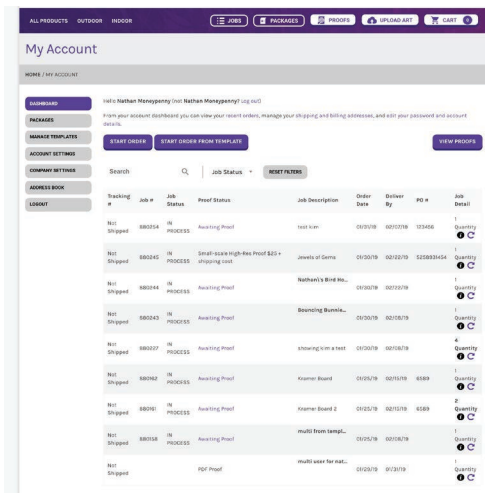 ALL PRODUCTS OUTDOOR INDOOR JOBS PACKAGES PROOFS UPLOAD ART CART 0
My Account
HOME / MY ACCOUNT
DASHBOARD
PACKAGES
MANAGE TEMPLATES
ACCOUNT SETTINGS
COMPANY SETTINGS
ADDRESS BOOK
LOGOUT
Hello Nathan Moneypenny (not Nathan Moneypenny? Log out)
From your account dashboard you can view your recent orders, manage your shipping and billing addresses, and edit your password and account
details.
START ORDER START ORDER FROM TEMPLATE VIEW PROOFS
Search Job Status RESET FILTERS
Tracking # Job # Job Status Proof Status Job Description Order Date Deliver By PO # Job Detail
Not Shipped 680254 IN PROCESS Awaiting Proof test kim 01/31/19 02/07/19 123456 1 Quantity
Not Shipped 680245 IN PROCESS Small-scale High-Res Proof $25 + shipping cost Jewels of Gems 01/30/19 02/22/19 5258931454 1 Quantity
Not Shipped 680244 IN PROCESS Awaiting Proof Nathan1's Bird He... 01/30/19 02/22/19 1 Quantity
Not Shipped 680243 IN PROCESS Awaiting Proof Bouncing Bunnie... 01/30/19 02/08/19 1 Quantity
Not Shipped 680227 IN PROCESS Awaiting Proof showing kim a test 01/30/19 02/08/19 4 Quantity
Not Shipped 680162 IN PROCESS Awaiting Proof Kramer Board 01/25/19 02/15/19 6589 1 Quantity
Not Shipped 680161 IN PROCESS Awaiting Proof Kramer Board 2 01/25/19 02/15/19 6589 2 Quantity
Not Shipped 680158 IN PROCESS Awaiting Proof multi from templ... 01/25/19 02/08/19 1 Quantity
Not Shipped PDF Proof multi user for nat... 01/29/19 01/31/19 1 Quantity